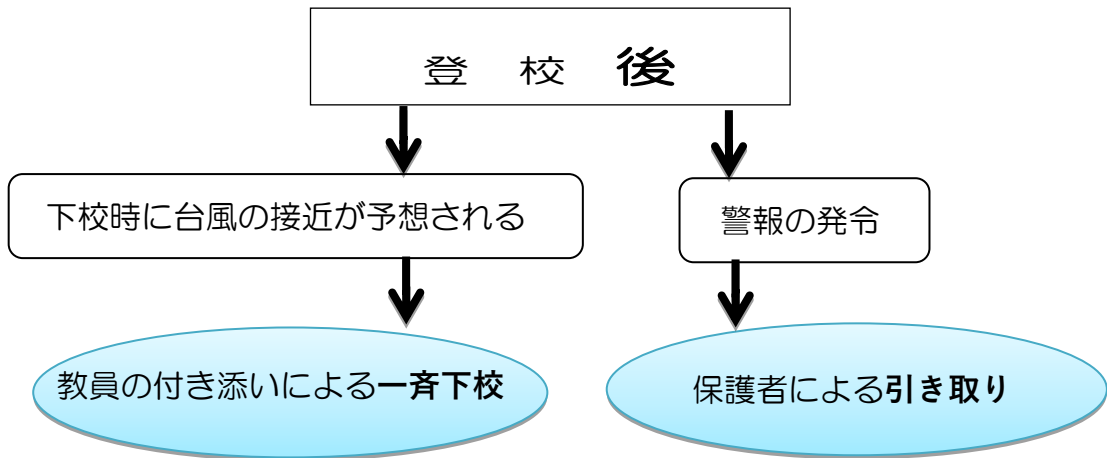 登 校 後
下校時に台風の接近が予想される
警報の発令
教員の付き添いによる一斉下校
保護者による引き取り